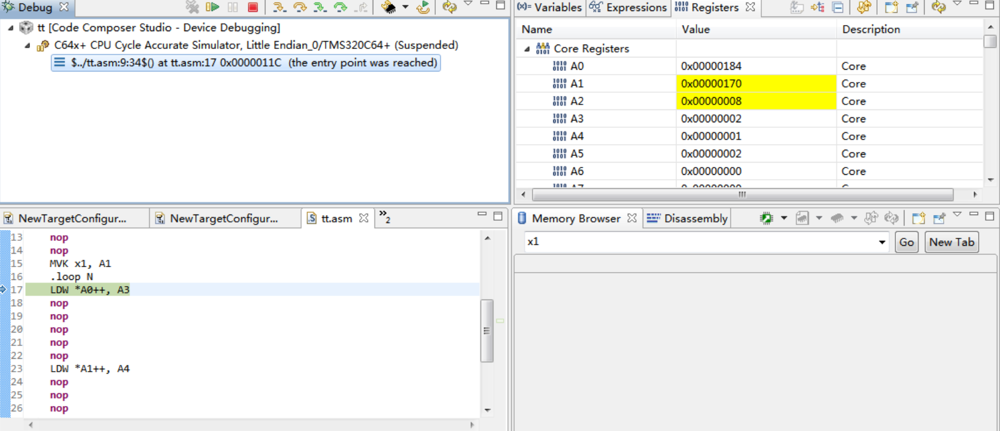 Debug
tt [Code Composer Studio - Device Debugging]
C64x+ CPU Cycle Accurate Simulator, Little Endian_0/TMS320C64+ (Suspended)
$../tt.asm:9:34$() at tt.asm:17 0x0000011C  (the entry point was reached)
(x)= Variables Expressions Registers
Name Value Description
Core Registers
A0 0x00000184 Core
A1 0x00000170 Core
A2 0x00000008 Core
A3 0x00000002 Core
A4 0x00000001 Core
A5 0x00000002 Core
A6 0x00000000 Core
NewTargetConfigur... NewTargetConfigur... tt.asm »2
13 nop
14 nop
15 MVK x1, A1
16 .loop N
17 LDW *A0++, A3
18 nop
19 nop
20 nop
21 nop
22 nop
23 LDW *A1++, A4
24 nop
25 nop
26 nop
Memory Browser Disassembly
x1 Go New Tab